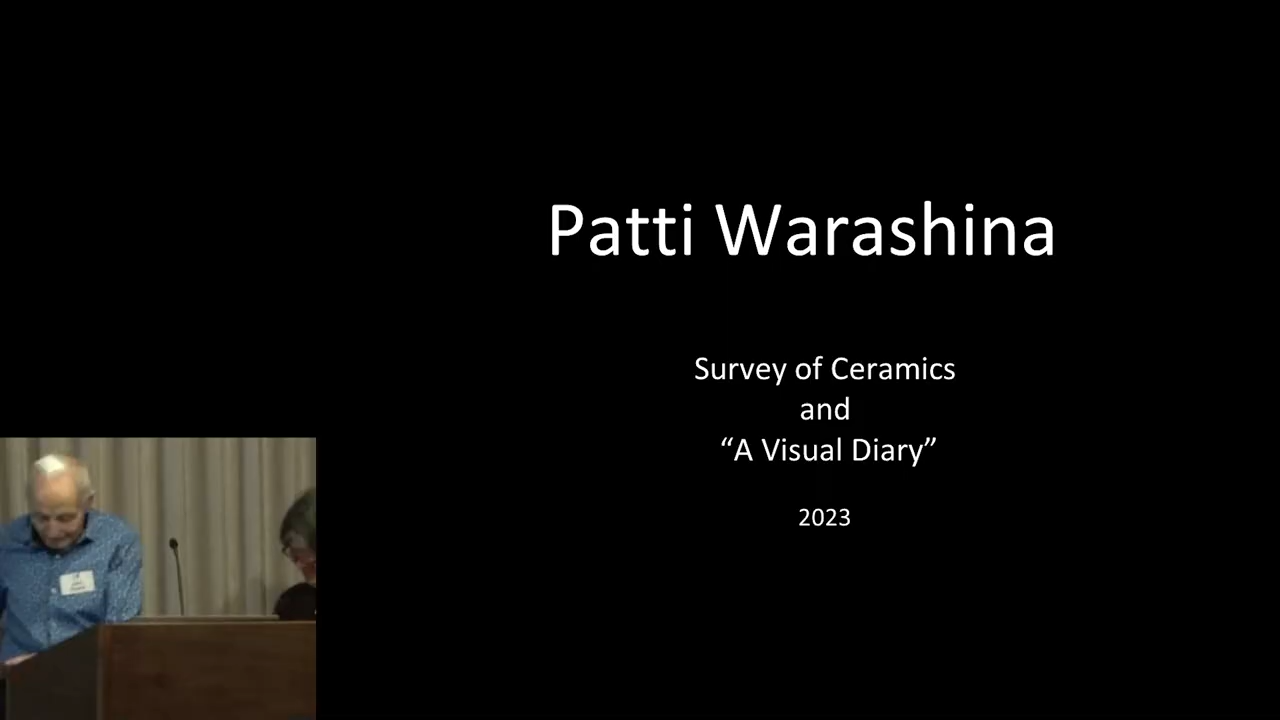 Patti Warashina
Survey of Ceramics
and
“A Visual Diary”
2023